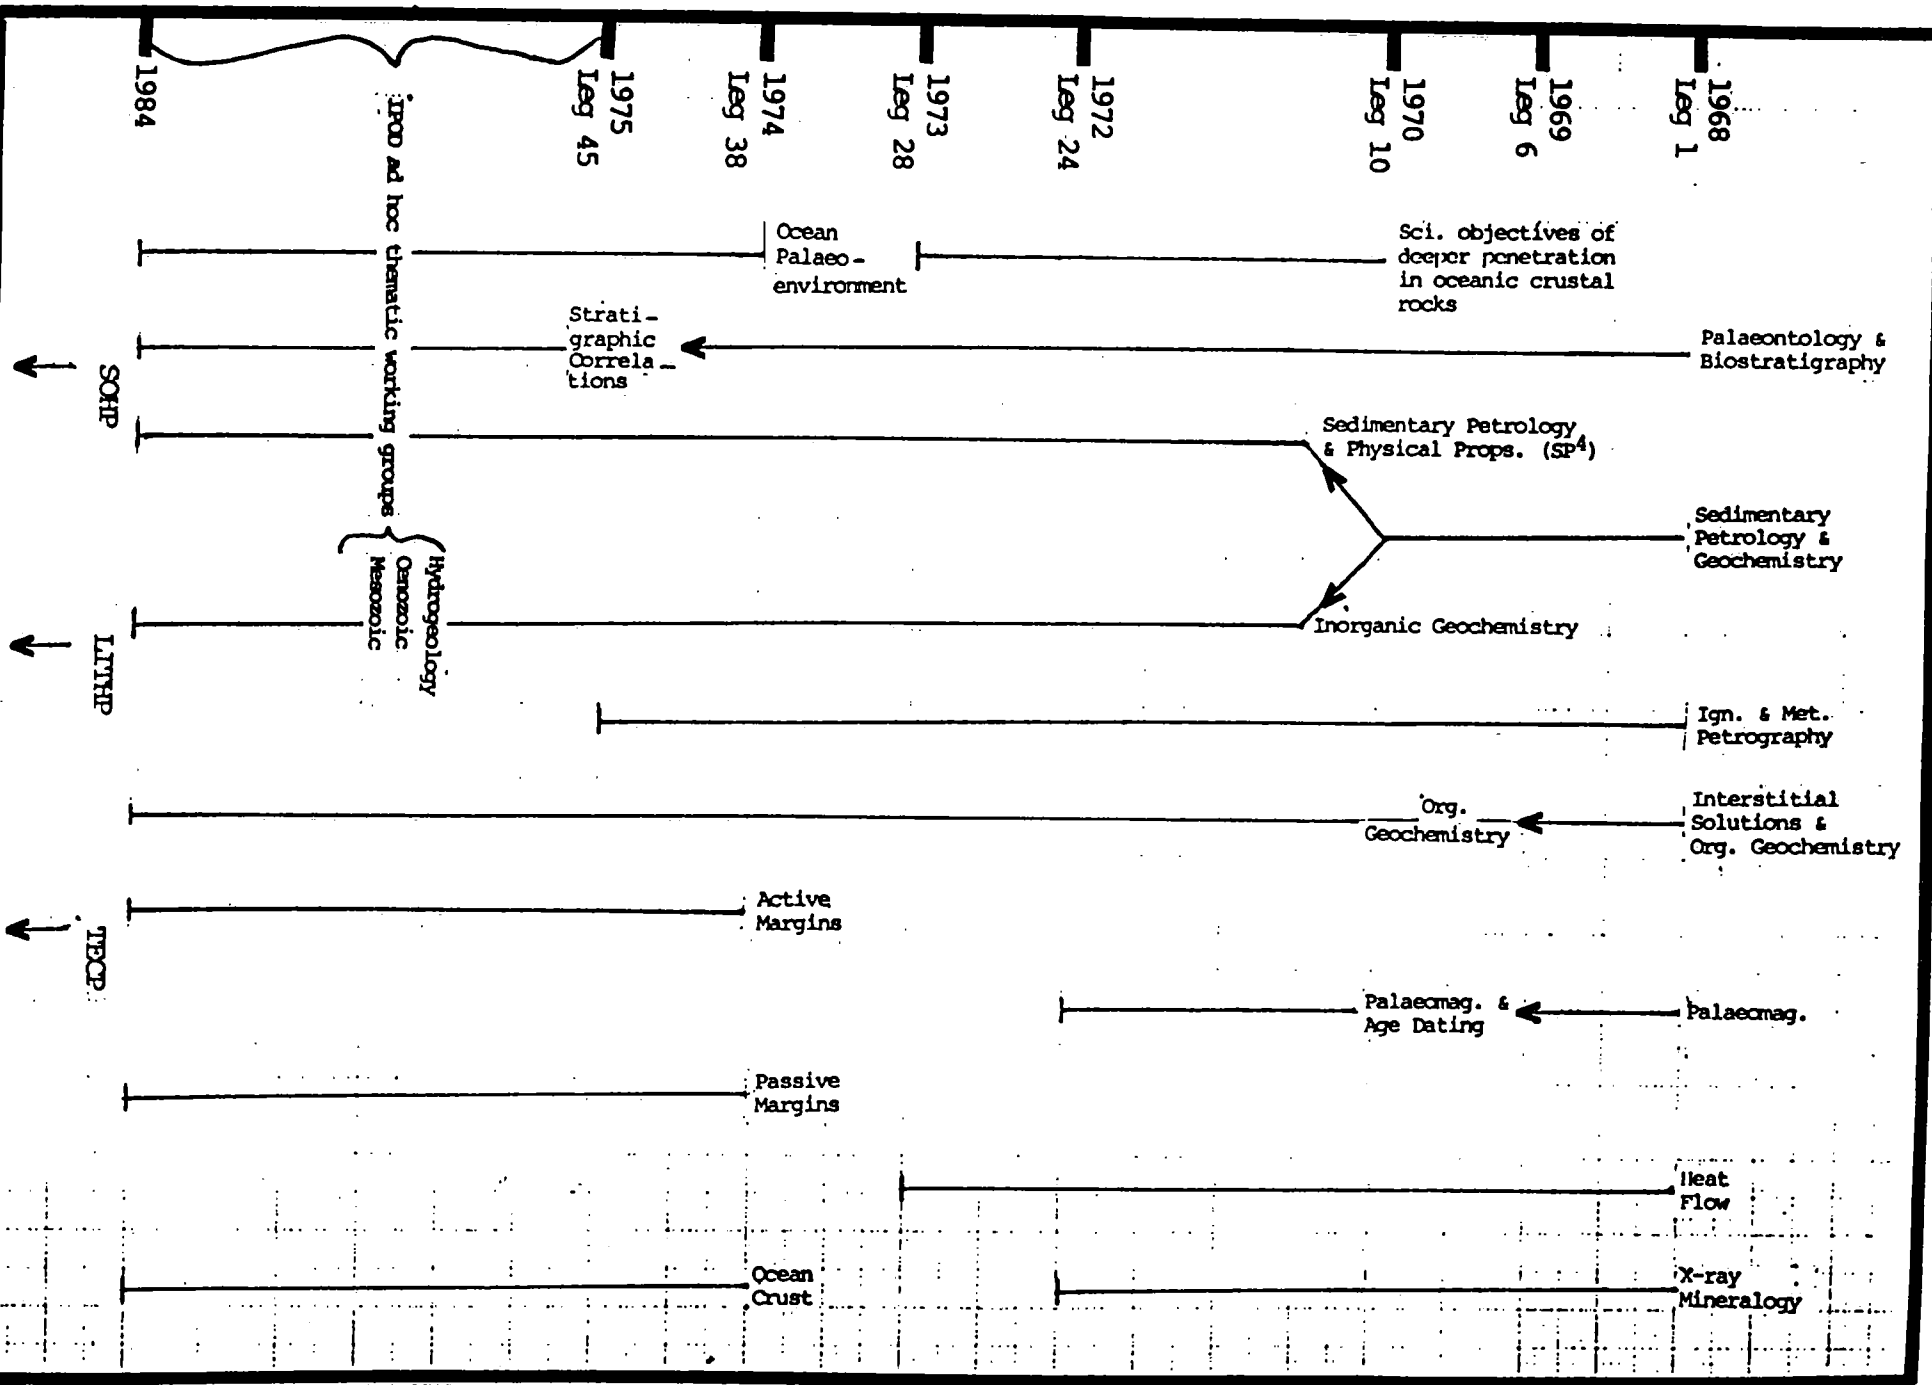 1968
Leg 1
1969
Leg 6
1970
Leg 10
1972
Leg 24
1973
Leg 28
1974
Leg 38
1975
Leg 45
1984
IPOD ad hoc thematic working groups
Hydrogeology
Cenozoic
Mesozoic
Sci. objectives of
deeper penetration
in oceanic crustal
rocks
Ocean
Palaeo-
environment
Palaeontology &
Biostratigraphy
Strati-
graphic
Correla-
tions
SOHP
Sedimentary Petrology
& Physical Props. (SP⁴)
Sedimentary
Petrology &
Geochemistry
Inorganic Geochemistry
LITHP
Ign. & Met.
Petrography
Interstitial
Solutions &
Org. Geochemistry
Org.
Geochemistry
Active
Margins
TECP
Palaeomag.
Palaeomag. &
Age Dating
Passive
Margins
Heat
Flow
X-ray
Mineralogy
Ocean
Crust